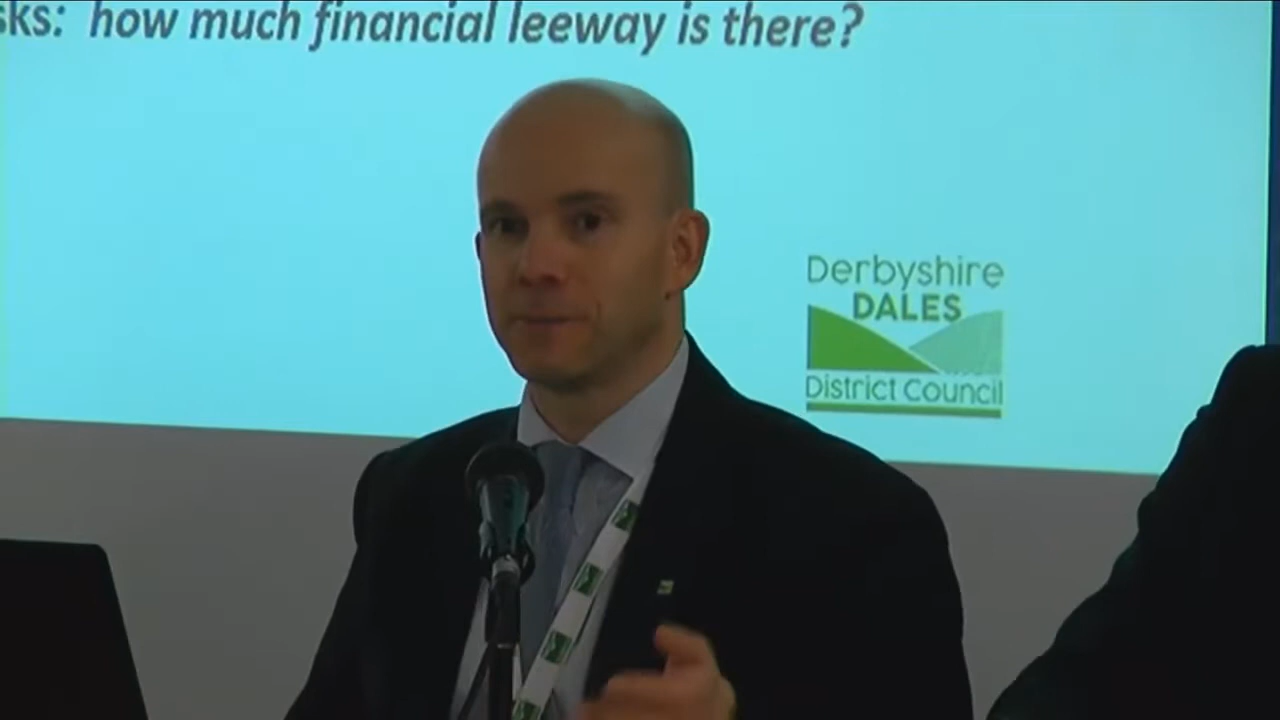 sks: how much financial leeway is there?
Derbyshire
DALES
District Council